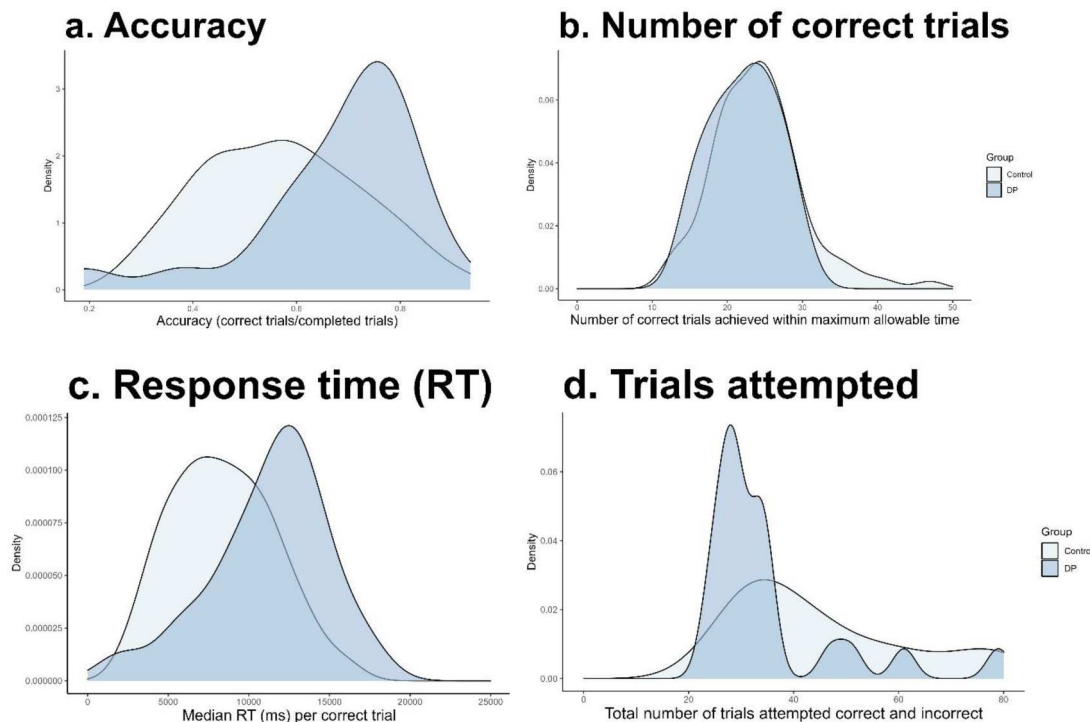 a. Accuracy
3
2
1
0
Density
0.2
0.4
0.6
0.8
Accuracy (correct trials/completed trials)
b. Number of correct trials
0.06
0.04
0.02
0.00
Density
0
10
20
30
40
50
Number of correct trials achieved within maximum allowable time
Group
Control
DP
c. Response time (RT)
0.000125
0.000100
0.000075
0.000050
0.000025
0.000000
Density
0
5000
10000
15000
20000
25000
Median RT (ms) per correct trial
d. Trials attempted
0.06
0.04
0.02
0.00
Density
0
20
40
60
80
Total number of trials attempted correct and incorrect
Group
Control
DP